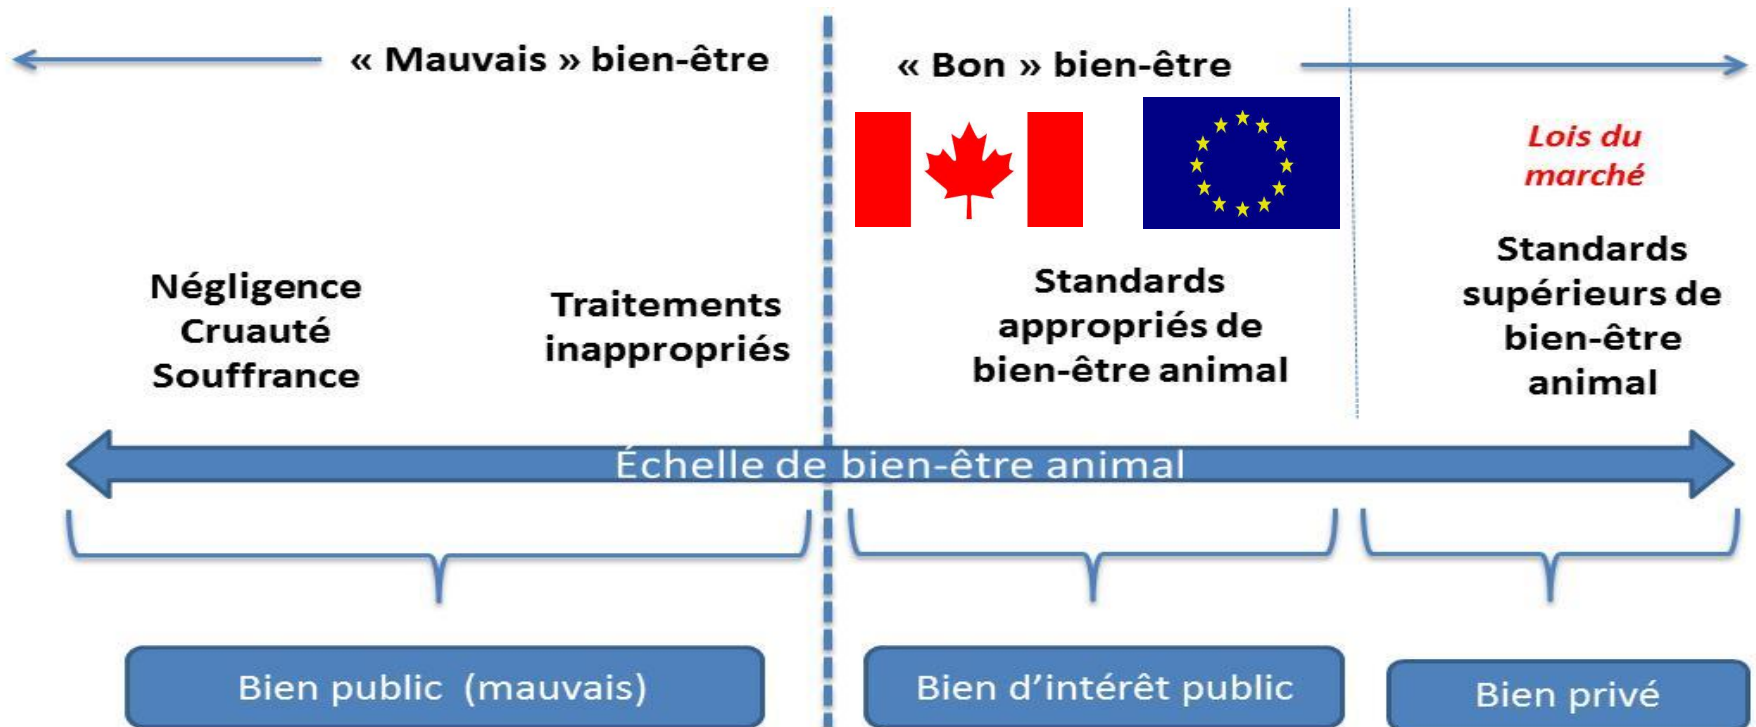 « Mauvais » bien-être
« Bon » bien-être
Lois du
marché
Négligence
Cruauté
Souffrance
Traitements
inappropriés
Standards
appropriés de
bien-être animal
Standards
supérieurs de
bien-être
animal
Échelle de bien-être animal
Bien public (mauvais)
Bien d’intérêt public
Bien privé